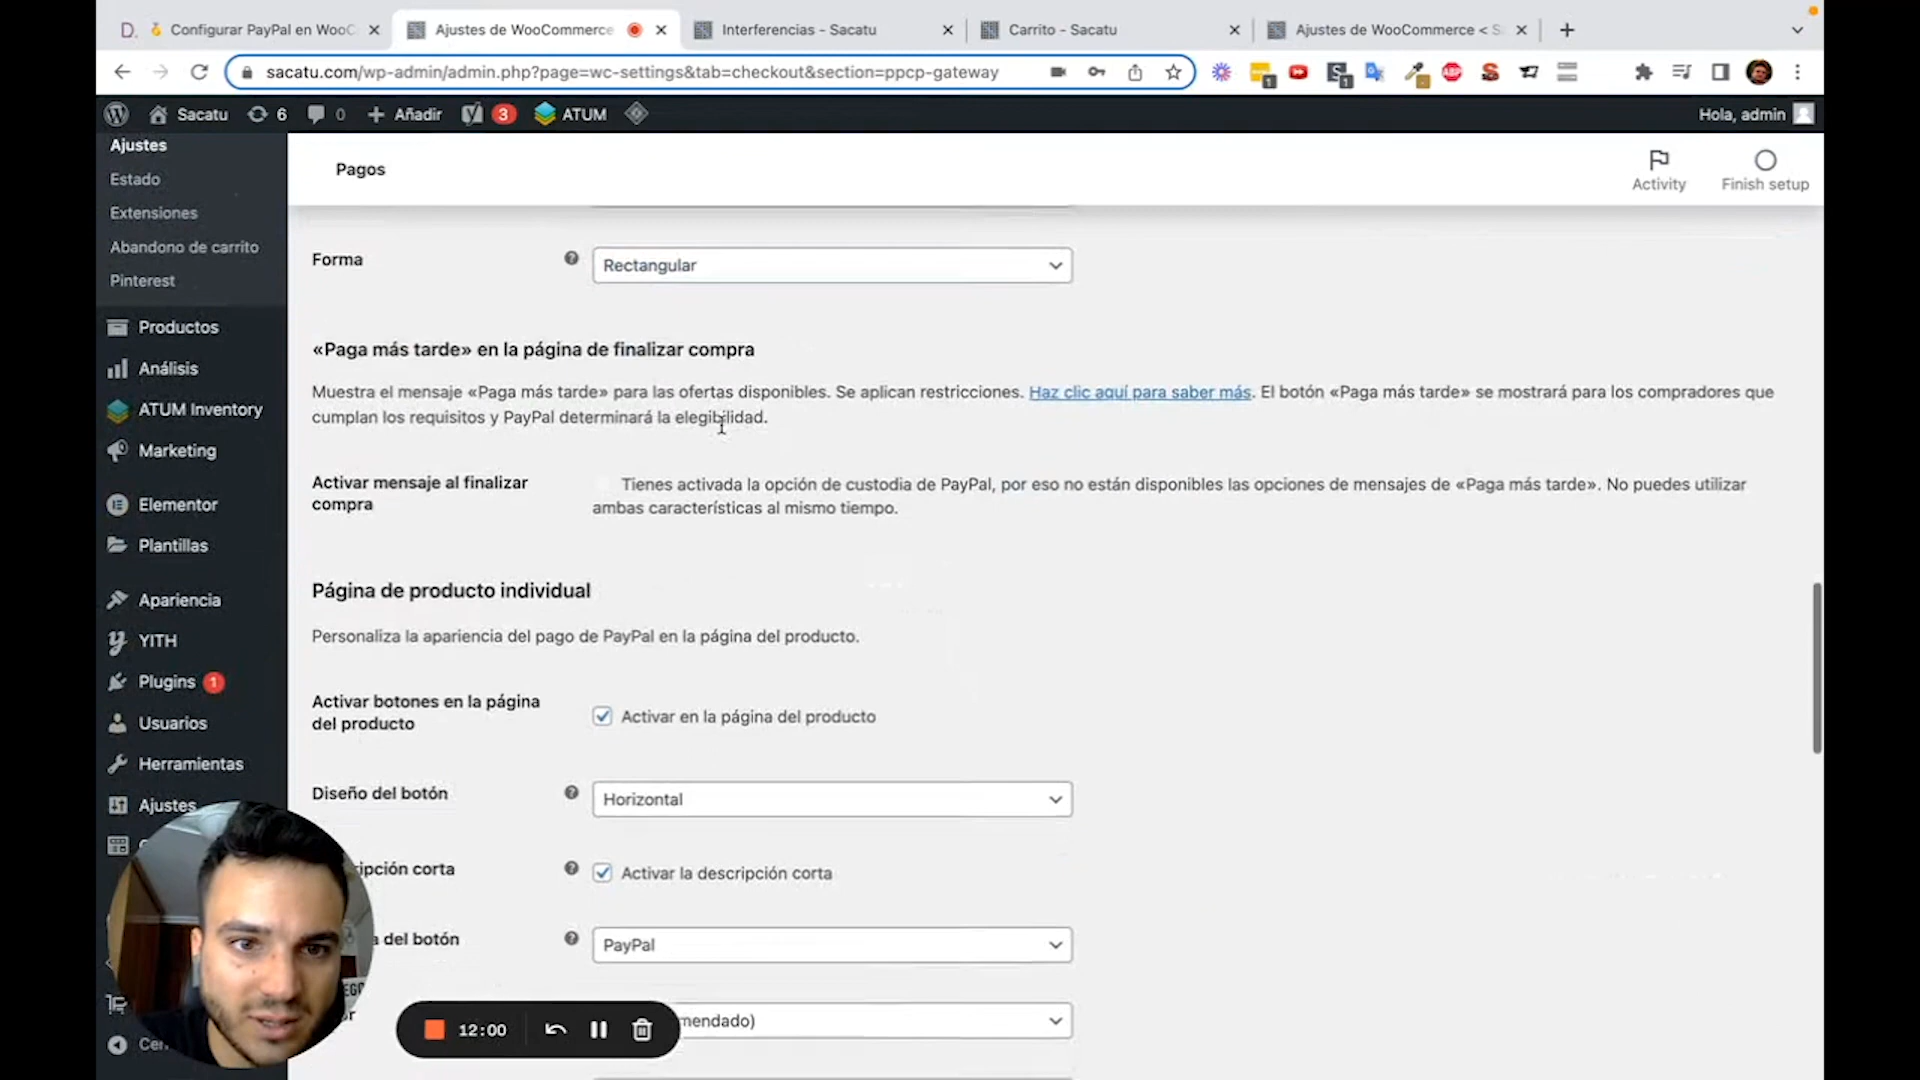 D. Configurar PayPal en WooC
Ajustes de WooCommerce
Interferencias - Sacatu
Carrito - Sacatu
Ajustes de WooCommerce < S
sacatu.com/wp-admin/admin.php?page=wc-settings&tab=checkout&section=ppcp-gateway
1
1
ABP
Sacatu
6
0
Añadir
3
ATUM
Hola, admin
Ajustes
Estado
Extensiones
Abandono de carrito
Pinterest
Productos
Análisis
ATUM Inventory
Marketing
Elementor
Plantillas
Apariencia
YITH
Plugins 1
Usuarios
Herramientas
Ajustes
Pagos
Activity
Finish setup
Forma
Rectangular
«Paga más tarde» en la página de finalizar compra
Muestra el mensaje «Paga más tarde» para las ofertas disponibles. Se aplican restricciones. Haz clic aquí para saber más. El botón «Paga más tarde» se mostrará para los compradores que
cumplan los requisitos y PayPal determinará la elegibilidad.
Activar mensaje al finalizar
compra
Tienes activada la opción de custodia de PayPal, por eso no están disponibles las opciones de mensajes de «Paga más tarde». No puedes utilizar
ambas características al mismo tiempo.
Página de producto individual
Personaliza la apariencia del pago de PayPal en la página del producto.
Activar botones en la página
del producto
Activar en la página del producto
Diseño del botón
Horizontal
ripción corta
Activar la descripción corta
a del botón
PayPal
or
mendado)
Cer
12:00